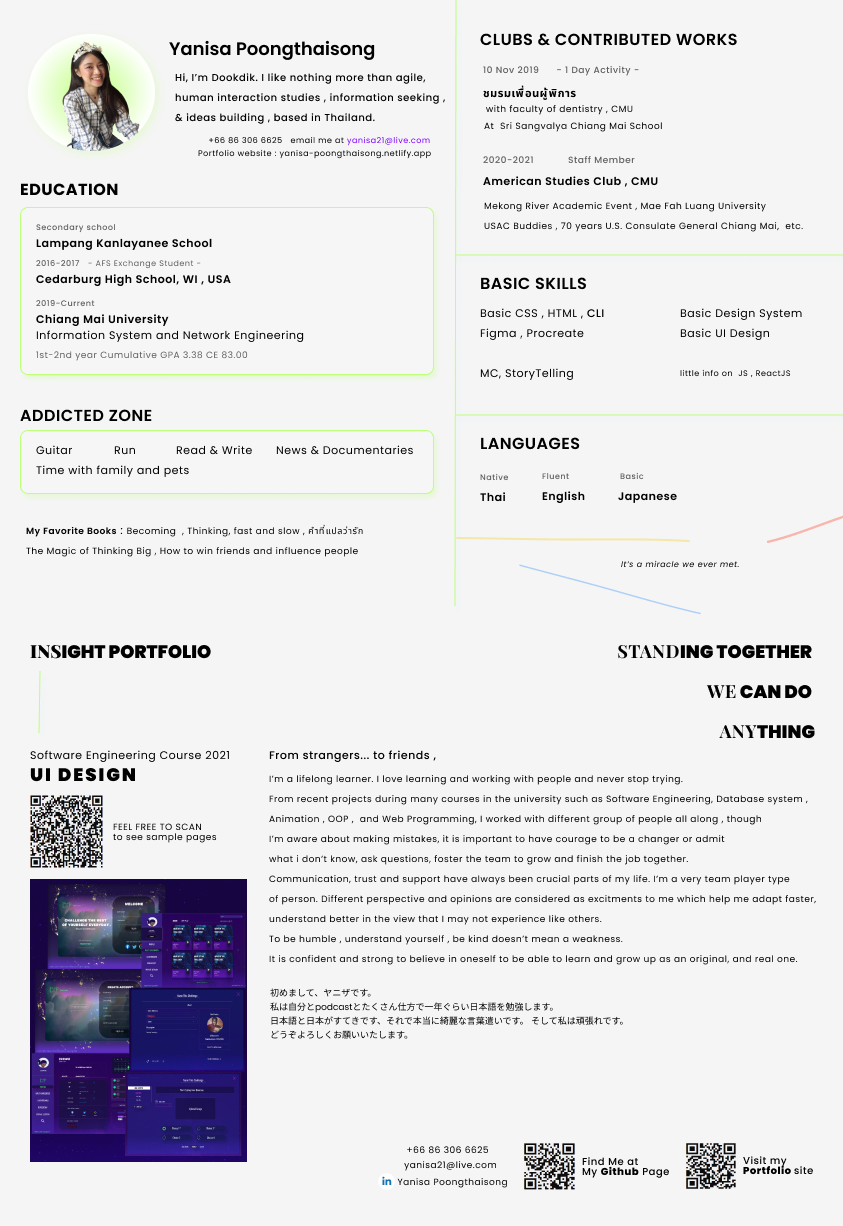 Yanisa Poongthaisong
Hi, I’m Dookdik. I like nothing more than agile,
human interaction studies , information seeking ,
& ideas building , based in Thailand.
+66 86 306 6625 email me at yanisa21@live.com
Portfolio website : yanisa-poongthaisong.netlify.app
EDUCATION
Secondary school
Lampang Kanlayanee School
2016-2017 - AFS Exchange Student -
Cedarburg High School, WI , USA
2019-Current
Chiang Mai University
Information System and Network Engineering
1st-2nd year Cumulative GPA 3.38 CE 83.00
ADDICTED ZONE
Guitar Run Read & Write News & Documentaries
Time with family and pets
My Favorite Books : Becoming , Thinking, fast and slow , คำที่แปลว่ารัก
The Magic of Thinking Big , How to win friends and influence people
CLUBS & CONTRIBUTED WORKS
10 Nov 2019 - 1 Day Activity -
ชมรมเพื่อนผู้พิการ
with faculty of dentistry , CMU
At Sri Sangvalya Chiang Mai School
2020-2021 Staff Member
American Studies Club , CMU
Mekong River Academic Event , Mae Fah Luang University
USAC Buddies , 70 years U.S. Consulate General Chiang Mai, etc.
BASIC SKILLS
Basic CSS , HTML , CLI Basic Design System
Figma , Procreate Basic UI Design
MC, StoryTelling little info on JS , ReactJS
LANGUAGES
Native Fluent Basic
Thai English Japanese
It's a miracle we ever met.
INSIGHT PORTFOLIO
STANDING TOGETHER
WE CAN DO
ANYTHING
Software Engineering Course 2021
UI DESIGN
FEEL FREE TO SCAN
to see sample pages
WELCOME
CHALLENGE THE BEST
OF YOURSELF EVERYDAY
From strangers... to friends ,
I’m a lifelong learner. I love learning and working with people and never stop trying.
From recent projects during many courses in the university such as Software Engineering, Database system ,
Animation , OOP , and Web Programming, I worked with different group of people all along , though
I’m aware about making mistakes, it is important to have courage to be a changer or admit
what i don’t know, ask questions, foster the team to grow and finish the job together.
Communication, trust and support have always been crucial parts of my life. I’m a very team player type
of person. Different perspective and opinions are considered as excitments to me which help me adapt faster,
understand better in the view that I may not experience like others.
To be humble , understand yourself , be kind doesn’t mean a weakness.
It is confident and strong to believe in oneself to be able to learn and grow up as an original, and real one.
初めまして、ヤニザです。
私は自分とpodcastとたくさん仕方で一年ぐらい日本語を勉強します。
日本語と日本がすてきです、それで本当に綺麗な言葉遣いです。 そして私は頑張れです。
どうぞよろしくお願いいたします。
+66 86 306 6625
yanisa21@live.com
in Yanisa Poongthaisong
Find Me at
My Github Page
Visit my
Portfolio site